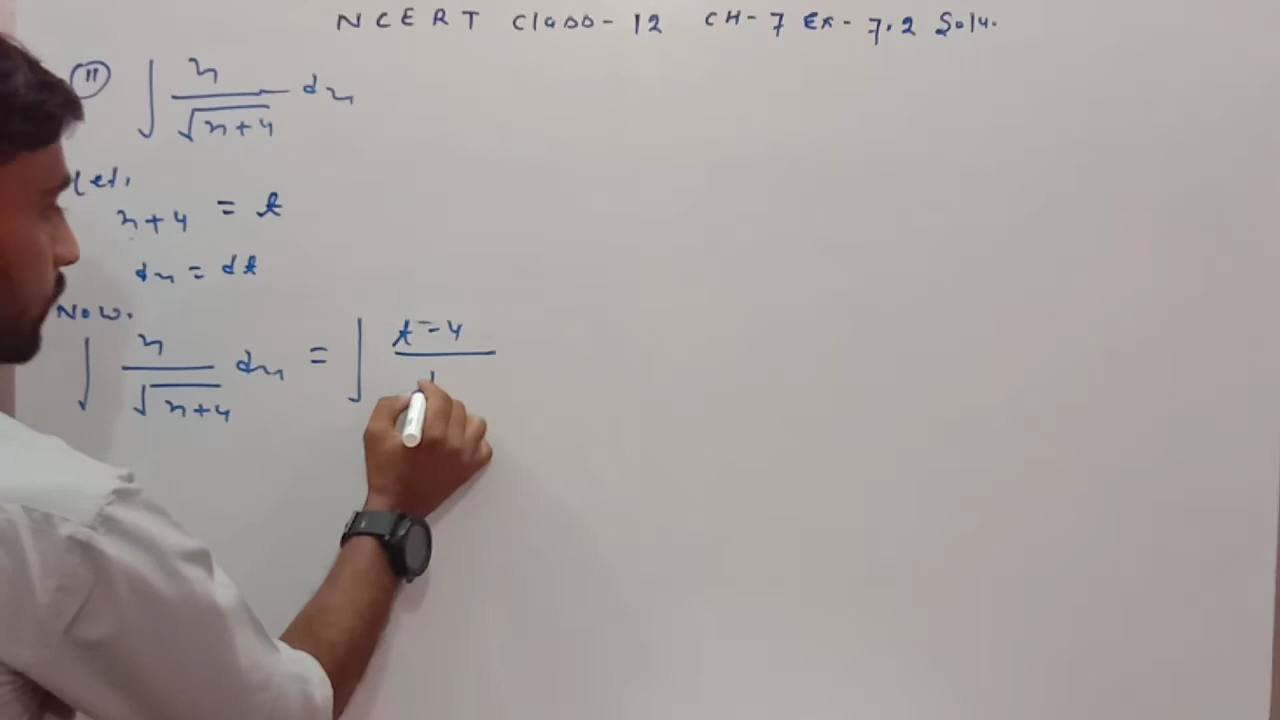 NCERT Class-12 CH-7 Ex-7.2 Soln.
(11) ∫ x/√(x+4) dx
Let,
x+4 = t
dx = dt
Now.
∫ x/√(x+4) dx = ∫ t-4